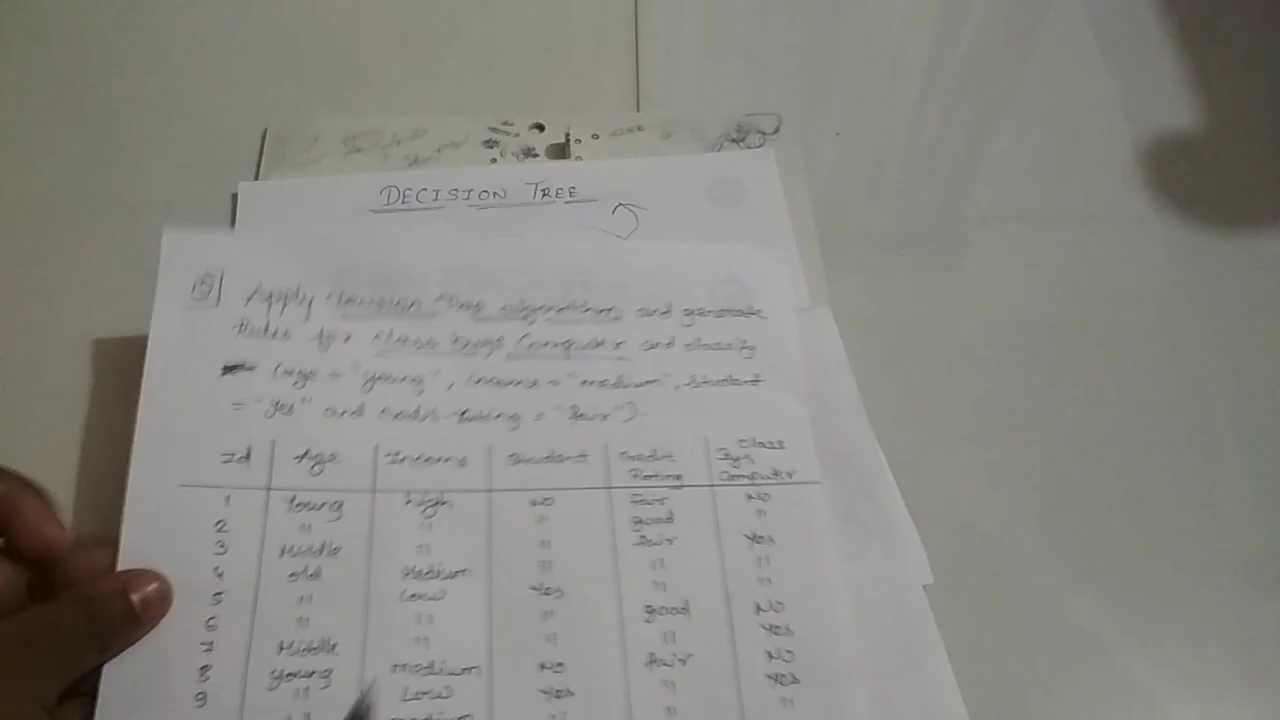 DECISION TREE
Q] Apply Decision Tree algorithm, and generate
Rules for Class buys Computer and classify
(age = "young", Income = "medium", Student
= "yes" and credit-rating = "fair").
Id Age Income Student Credit Rating Class Buys Computer
1 Young high NO fair NO
2 " " " good "
3 Middle " " fair Yes
4 old Medium " " "
5 " Low Yes " "
6 " " " good NO
7 Middle " " " Yes
8 young medium NO fair NO
9 " Low Yes " Yes
" medium " " "